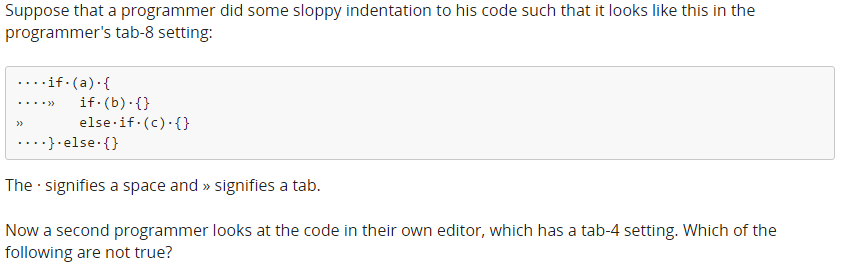 Suppose that a programmer did some sloppy indentation to his code such that it looks like this in the
programmer's tab-8 setting:
····if·(a)·{
····»   if·(b)·{}
»       else·if·(c)·{}
····}·else·{}
The · signifies a space and » signifies a tab.
Now a second programmer looks at the code in their own editor, which has a tab-4 setting. Which of the
following are not true?